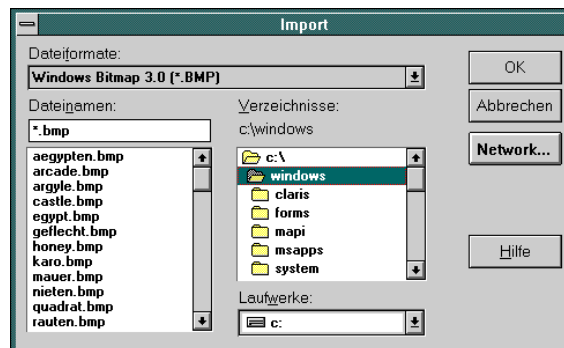 Import
Dateiformate:
Windows Bitmap 3.0 (*.BMP)
Dateinamen:
*.bmp
aegypten.bmp
arcade.bmp
argyle.bmp
castle.bmp
egypt.bmp
geflecht.bmp
honey.bmp
karo.bmp
mauer.bmp
nieten.bmp
quadrat.bmp
rauten.bmp
Verzeichnisse:
c:\windows
c:\
windows
claris
forms
mapi
msapps
system
Laufwerke:
c:
OK
Abbrechen
Network...
Hilfe